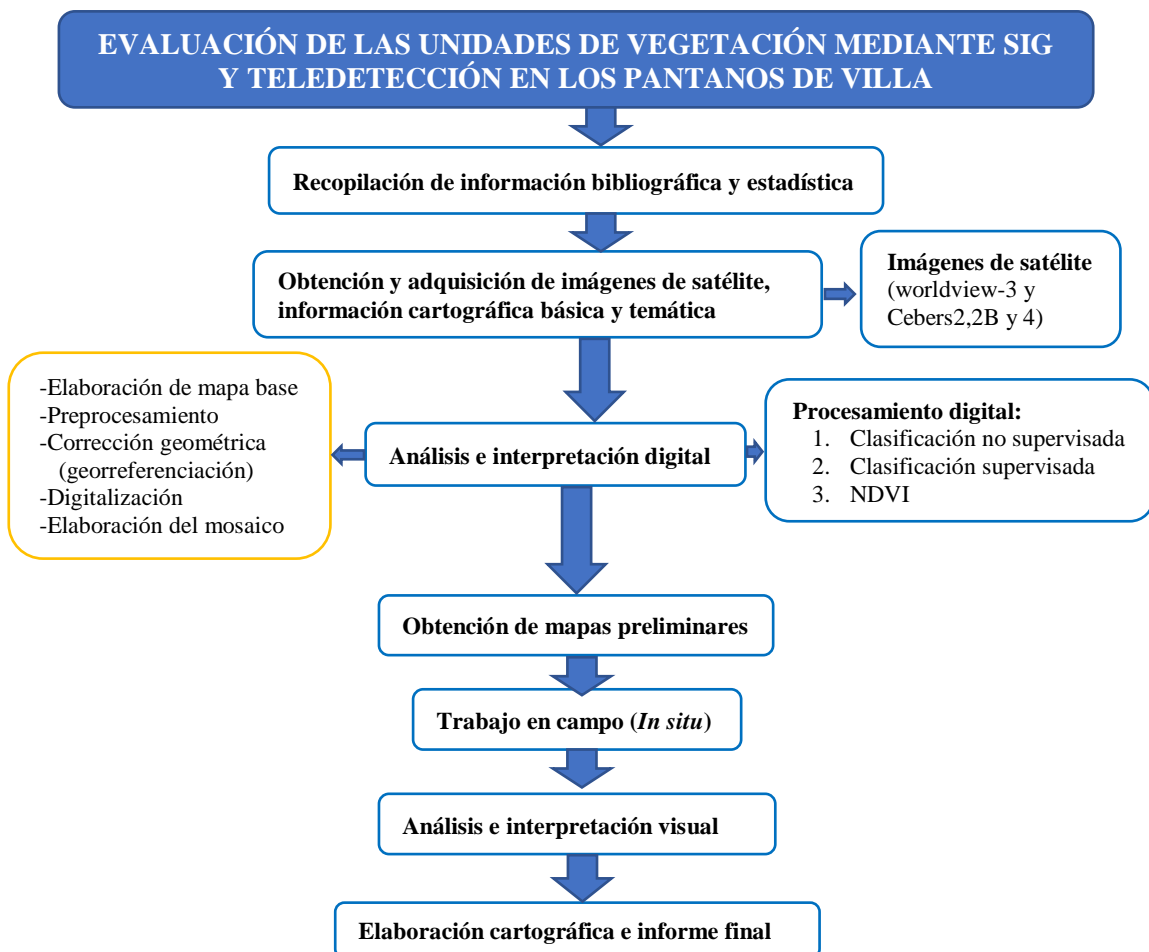 EVALUACIÓN DE LAS UNIDADES DE VEGETACIÓN MEDIANTE SIG
Y TELEDETECCIÓN EN LOS PANTANOS DE VILLA
Recopilación de información bibliográfica y estadística
Obtención y adquisición de imágenes de satélite,
información cartográfica básica y temática
Imágenes de satélite
(worldview-3 y
Cebers2,2B y 4)
-Elaboración de mapa base
-Preprocesamiento
-Corrección geométrica
(georreferenciación)
-Digitalización
-Elaboración del mosaico
Análisis e interpretación digital
Procesamiento digital:
1. Clasificación no supervisada
2. Clasificación supervisada
3. NDVI
Obtención de mapas preliminares
Trabajo en campo (In situ)
Análisis e interpretación visual
Elaboración cartográfica e informe final